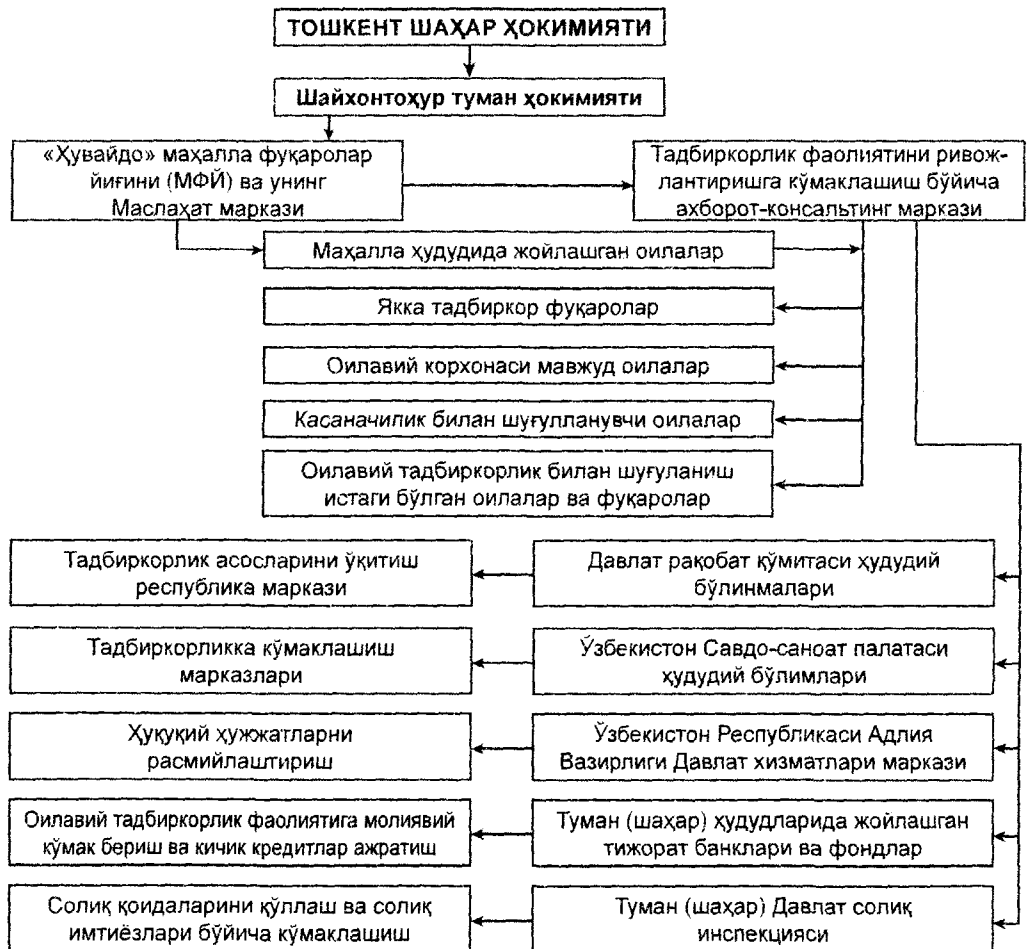 ТОШКЕНТ ШАҲАР ҲОКИМИЯТИ
Шайхонтоҳур туман ҳокимияти
«Ҳувайдо» маҳалла фуқаролар
йиғини (МФЙ) ва унинг
Маслаҳат маркази
Тадбиркорлик фаолиятини ривож-
лантиришга кўмаклашиш бўйича
ахборот-консальтинг маркази
Маҳалла ҳудудида жойлашган оилалар
Якка тадбиркор фуқаролар
Оилавий корхонаси мавжуд оилалар
Касаначилик билан шуғулланувчи оилалар
Оилавий тадбиркорлик билан шуғуланиш
истаги бўлган оилалар ва фуқаролар
Тадбиркорлик асосларини ўқитиш
республика маркази
Давлат рақобат қўмитаси ҳудудий
бўлинмалари
Тадбиркорликка кўмаклашиш
марказлари
Ўзбекистон Савдо-саноат палатаси
ҳудудий бўлимлари
Ҳуқуқий ҳужжатларни
расмийлаштириш
Ўзбекистон Республикаси Адлия
Вазирлиги Давлат хизматлари маркази
Оилавий тадбиркорлик фаолиятига молиявий
кўмак бериш ва кичик кредитлар ажратиш
Туман (шаҳар) ҳудудларида жойлашган
тижорат банклари ва фондлар
Солиқ қоидаларини қўллаш ва солиқ
имтиёзлари бўйича кўмаклашиш
Туман (шаҳар) Давлат солиқ
инспекцияси